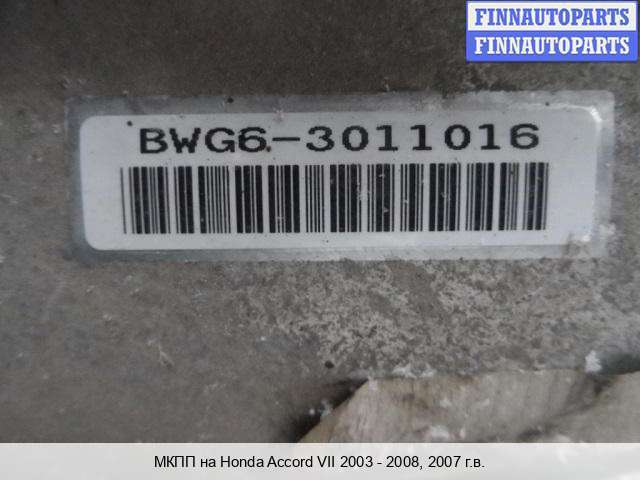 FINNAUTOPARTS
FINNAUTOPARTS
BWG6-3011016
МКПП на Honda Accord VII 2003 - 2008, 2007 г.в.